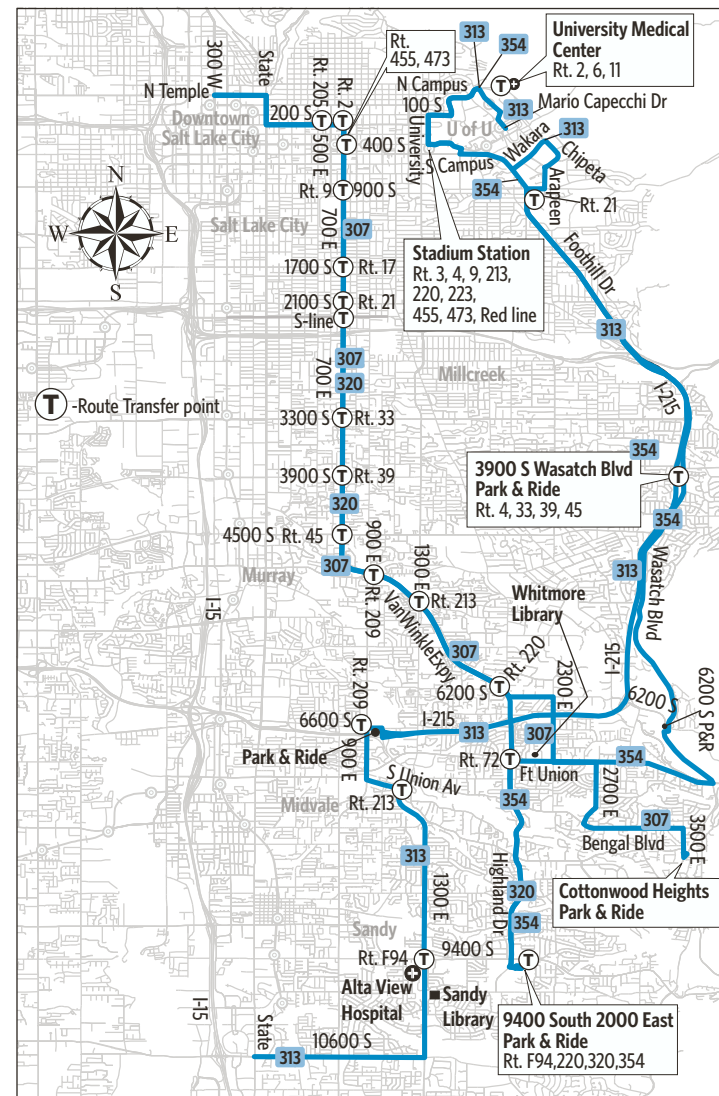 300 W
State
N Temple
Downtown
Salt Lake City
200 S
Rt. 205
500 E
Rt. 2
Rt.
455, 473
400 S
Rt. 9
900 S
Salt Lake City
700 E
307
1700 S
Rt. 17
2100 S
Rt. 21
S-line
307
700 E
320
3300 S
Rt. 33
3900 S
Rt. 39
320
4500 S
Rt. 45
307
Murray
N
W
E
S
T
-Route Transfer point
313
354
University Medical
Center
Rt. 2, 6, 11
N Campus
100 S
Mario Capecchi Dr
313
U of U
University
S Campus
Wakara
313
Chipeta
354
Arapeen
Rt. 21
Stadium Station
Rt. 3, 4, 9, 213,
220, 223,
455, 473, Red line
Foothill Dr
313
Millcreek
I-215
354
3900 S Wasatch Blvd
Park & Ride
Rt. 4, 33, 39, 45
354
Wasatch Blvd
313
I-215
900 E
Rt. 209
1300 E
Rt. 213
VanWinkleExpy
307
Whitmore
Library
Rt. 220
6200 S
2300 E
307
6200 S
6200 S P&R
I-15
Rt. 209
6600 S
I-215
313
Park & Ride
900 E
S Union Av
Rt. 213
Midvale
Rt. 72
Ft Union
354
354
2700 E
307
Bengal Blvd
3500 E
Cottonwood Heights
Park & Ride
313
1300 E
Highland Dr
320
354
Sandy
Rt. F94
9400 S
Alta View
Hospital
Sandy
Library
9400 South 2000 East
Park & Ride
Rt. F94,220,320,354
I-15
State
10600 S
313